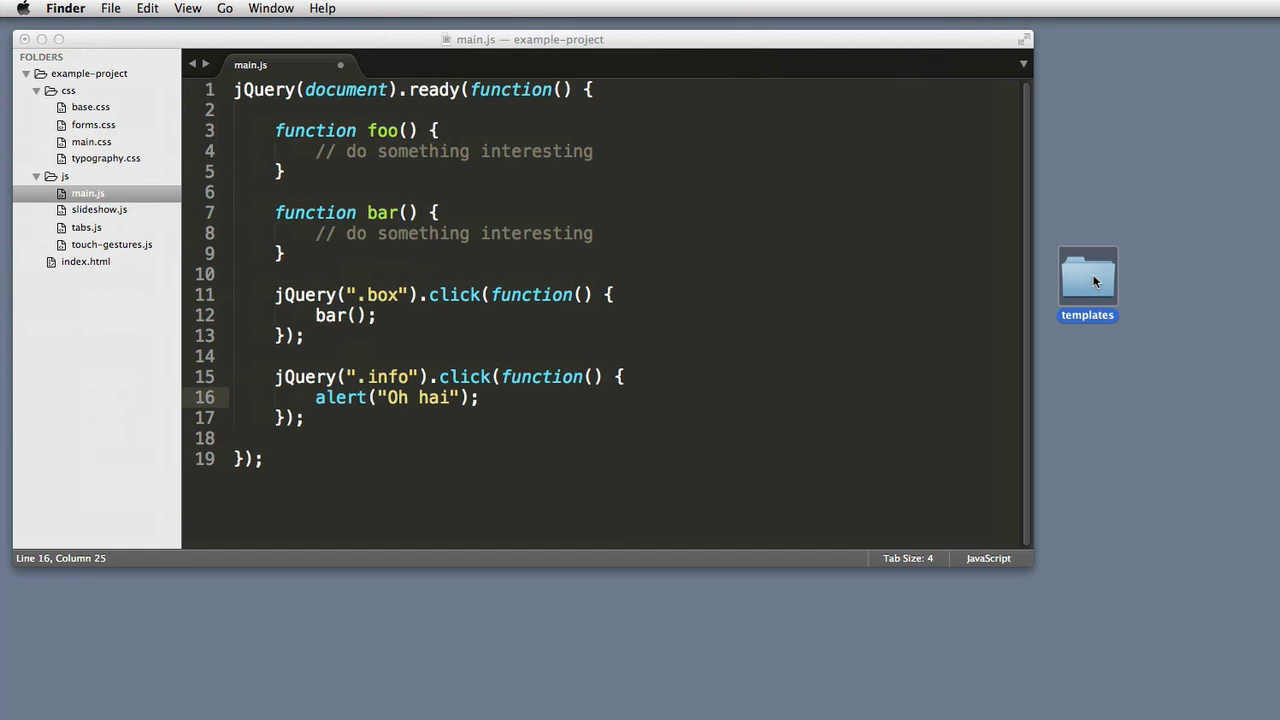 Finder File Edit View Go Window Help
main.js — example-project
FOLDERS
example-project
css
base.css
forms.css
main.css
typography.css
js
main.js
slideshow.js
tabs.js
touch-gestures.js
index.html
main.js
1 jQuery(document).ready(function() {
2
3 function foo() {
4 // do something interesting
5 }
6
7 function bar() {
8 // do something interesting
9 }
10
11 jQuery(".box").click(function() {
12 bar();
13 });
14
15 jQuery(".info").click(function() {
16 alert("Oh hai");
17 });
18
19 });
templates
Line 16, Column 25 Tab Size: 4 JavaScript